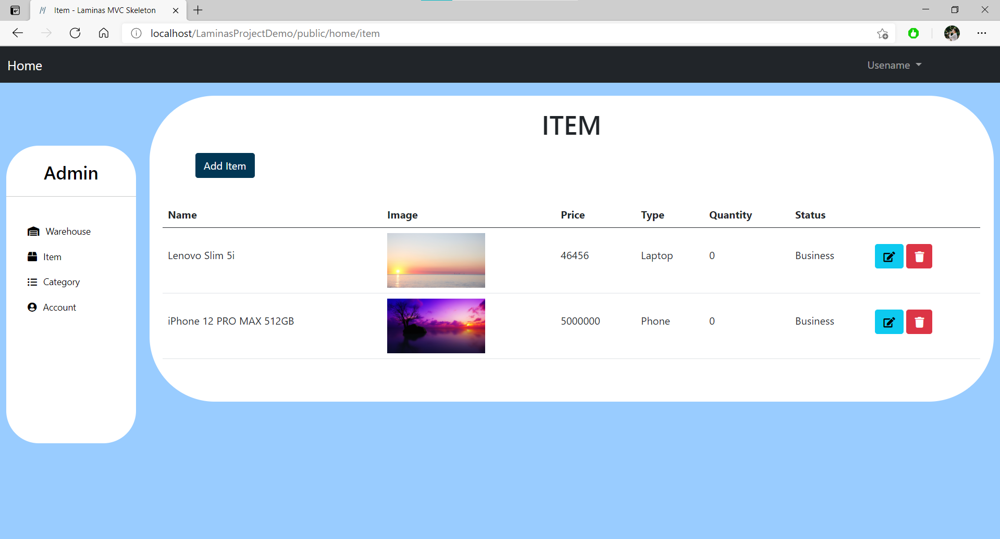 Item - Laminas MVC Skeleton
localhost/LaminasProjectDemo/public/home/item
Home
Usename
Admin
Warehouse
Item
Category
Account
ITEM
Add Item
Name Image Price Type Quantity Status
Lenovo Slim 5i 46456 Laptop 0 Business
iPhone 12 PRO MAX 512GB 5000000 Phone 0 Business